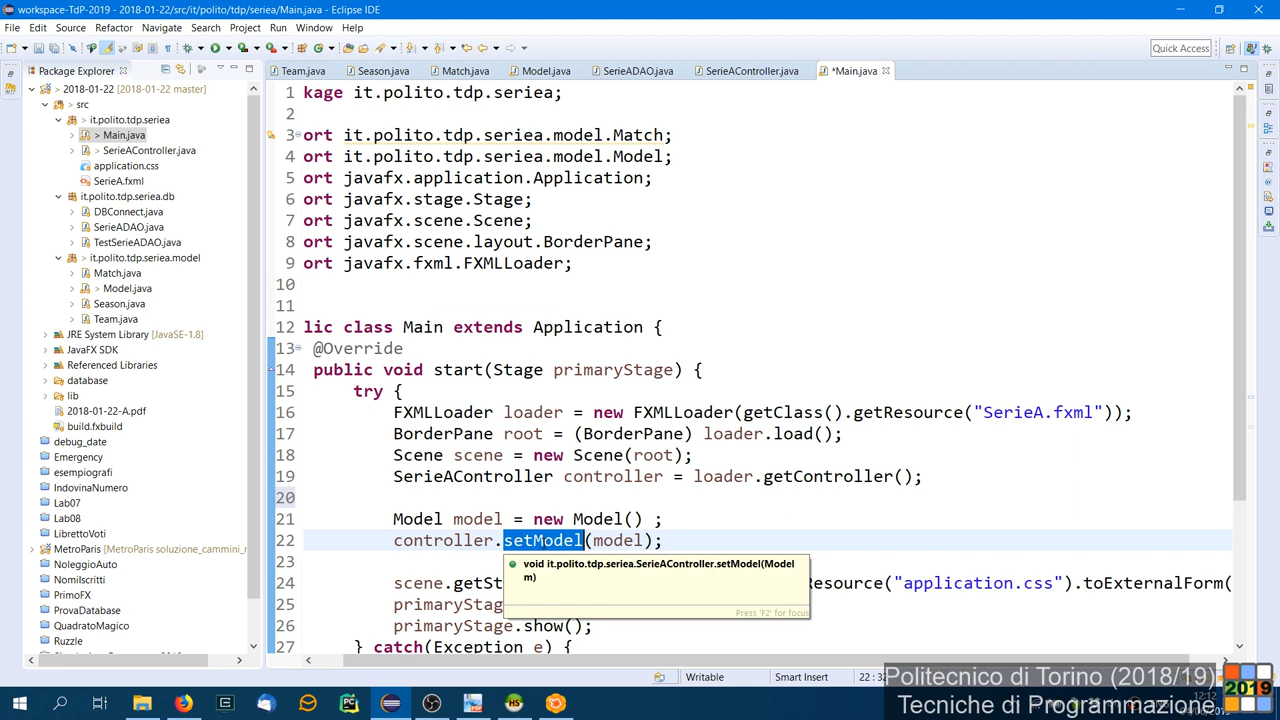 workspace-TdP-2019 - 2018-01-22/src/it/polito/tdp/seriea/Main.java - Eclipse IDE
File Edit Source Refactor Navigate Search Project Run Window Help
Quick Access
Package Explorer
Team.java Season.java Match.java Model.java SerieADAO.java SerieAController.java *Main.java
> 2018-01-22 [2018-01-22 master]
> src
> it.polito.tdp.seriea
> Main.java
> SerieAController.java
application.css
SerieA.fxml
it.polito.tdp.seriea.db
DBConnect.java
SerieADAO.java
TestSerieADAO.java
> it.polito.tdp.seriea.model
Match.java
> Model.java
Season.java
Team.java
JRE System Library [JavaSE-1.8]
JavaFX SDK
Referenced Libraries
database
lib
2018-01-22-A.pdf
build.fxbuild
debug_date
Emergency
esempiografi
IndovinaNumero
Lab07
Lab08
LibrettoVoti
MetroParis [MetroParis soluzione_cammini_r
NoleggioAuto
NomiIscritti
PrimoFX
ProvaDatabase
QuadratoMagico
Ruzzle
1 kage it.polito.tdp.seriea;
2
3 ort it.polito.tdp.seriea.model.Match;
4 ort it.polito.tdp.seriea.model.Model;
5 ort javafx.application.Application;
6 ort javafx.stage.Stage;
7 ort javafx.scene.Scene;
8 ort javafx.scene.layout.BorderPane;
9 ort javafx.fxml.FXMLLoader;
10
11
12 lic class Main extends Application {
13 @Override
14 public void start(Stage primaryStage) {
15 try {
16 FXMLLoader loader = new FXMLLoader(getClass().getResource("SerieA.fxml"));
17 BorderPane root = (BorderPane) loader.load();
18 Scene scene = new Scene(root);
19 SerieAController controller = loader.getController();
20
21 Model model = new Model() ;
22 controller.setModel(model);
23
void it.polito.tdp.seriea.SerieAController.setModel(Model
m)
Press 'F2' for focus
24 scene.getSt Resource("application.css").toExternalForm(
25 primaryStag
26 primaryStage.show();
27 } catch(Exception e) {
Writable Smart Insert 22 : 32
Politecnico di Torino (2018/19)
Tecniche di Programmazione
2019
12:12